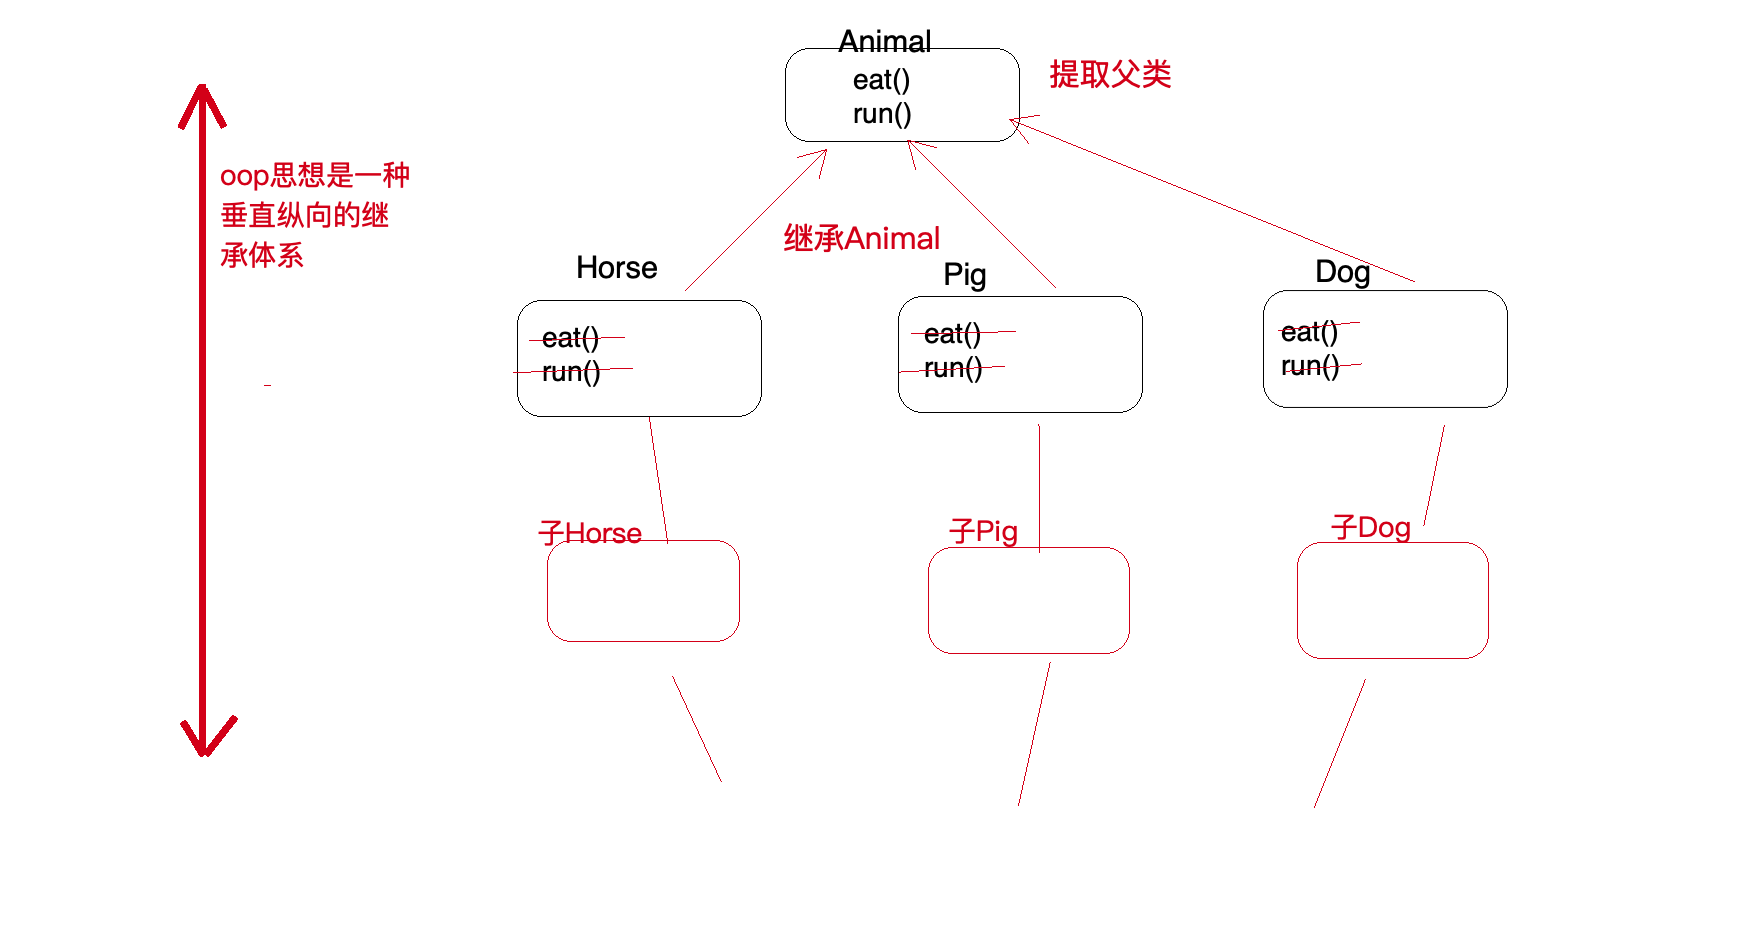 Animal
eat()
run()
提取父类
oop思想是一种
垂直纵向的继
承体系
继承Animal
Horse
eat()
run()
Pig
eat()
run()
Dog
eat()
run()
子Horse
子Pig
子Dog